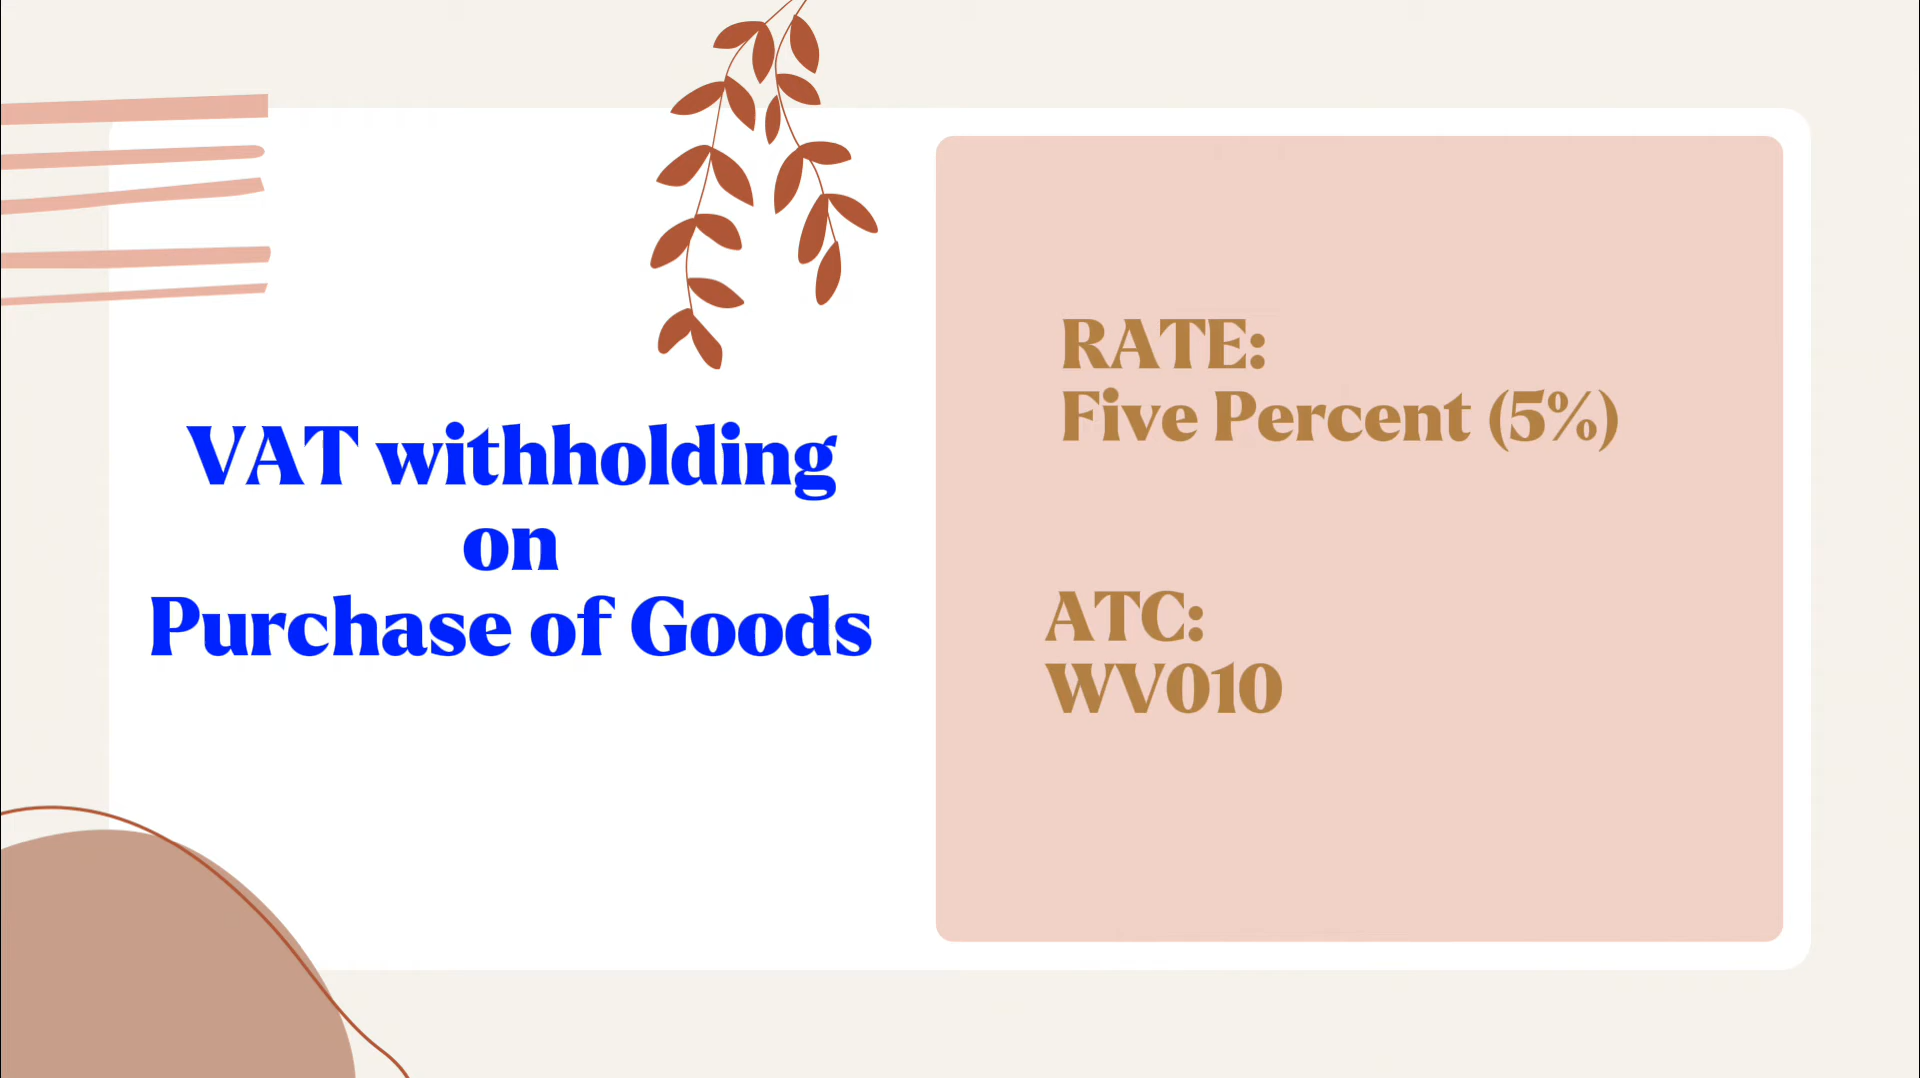 VAT withholding
on
Purchase of Goods
RATE:
Five Percent (5%)
ATC:
WV010